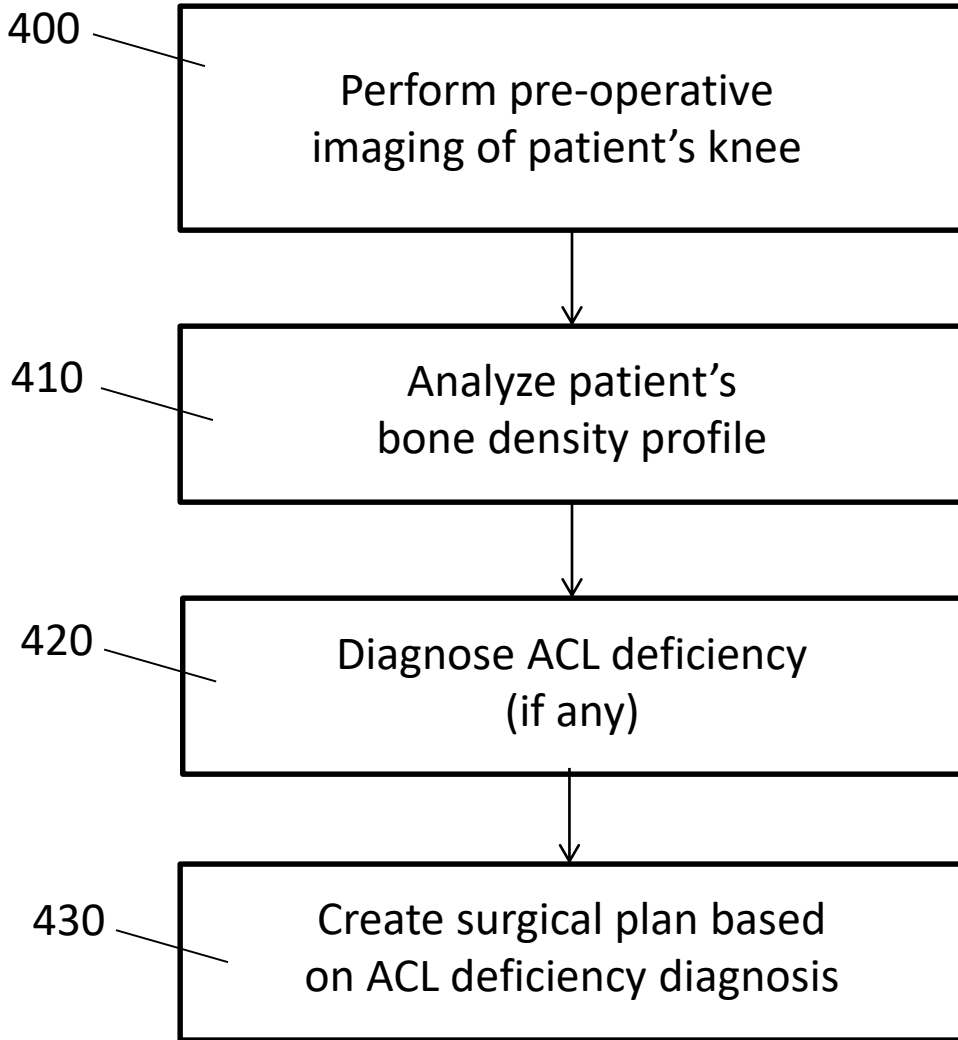 400
Perform pre-operative
imaging of patient’s knee
410
Analyze patient’s
bone density profile
420
Diagnose ACL deficiency
(if any)
430
Create surgical plan based
on ACL deficiency diagnosis